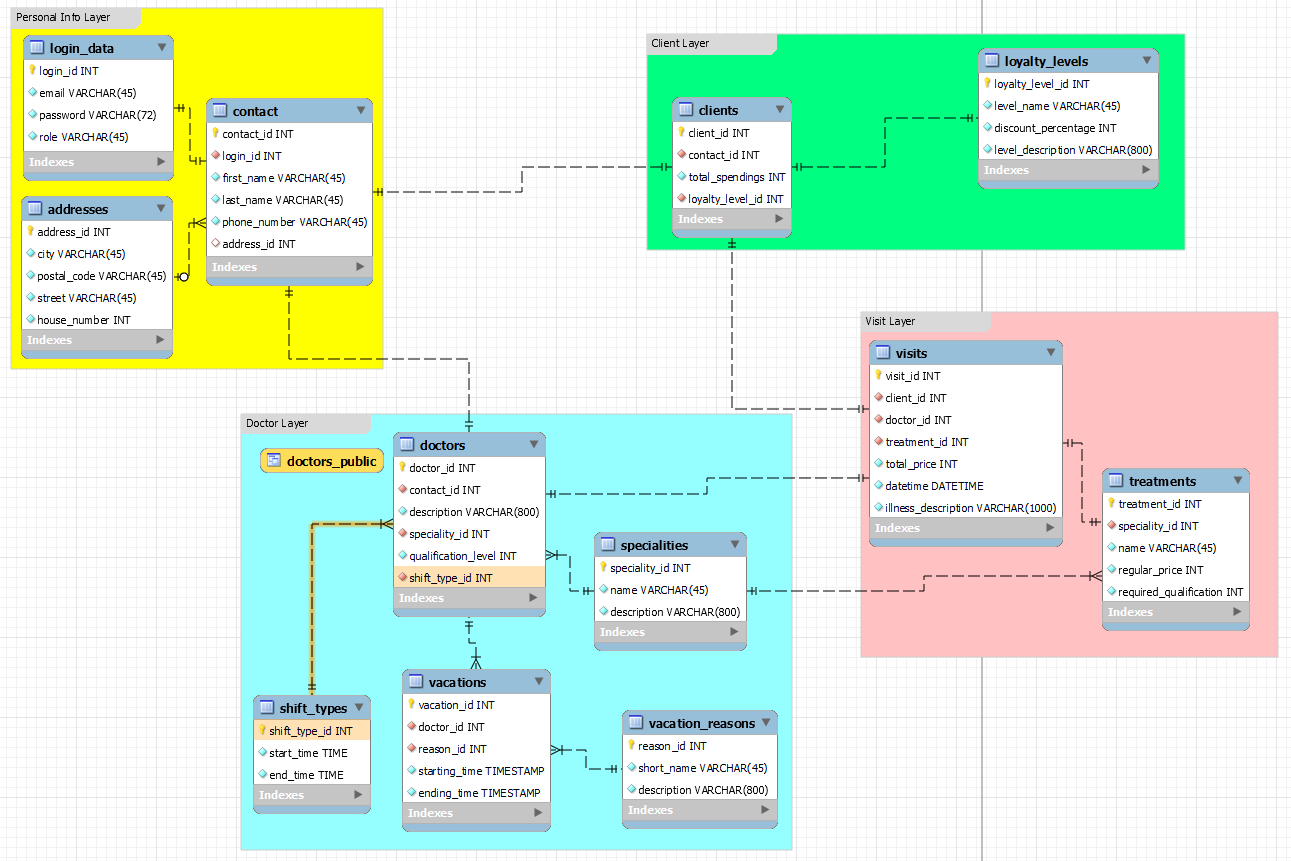 Personal Info Layer
login_data
login_id INT
email VARCHAR(45)
password VARCHAR(72)
role VARCHAR(45)
Indexes
contact
contact_id INT
login_id INT
first_name VARCHAR(45)
last_name VARCHAR(45)
phone_number VARCHAR(45)
address_id INT
Indexes
addresses
address_id INT
city VARCHAR(45)
postal_code VARCHAR(45)
street VARCHAR(45)
house_number INT
Indexes
Client Layer
clients
client_id INT
contact_id INT
total_spendings INT
loyalty_level_id INT
Indexes
loyalty_levels
loyalty_level_id INT
level_name VARCHAR(45)
discount_percentage INT
level_description VARCHAR(800)
Indexes
Visit Layer
visits
visit_id INT
client_id INT
doctor_id INT
treatment_id INT
total_price INT
datetime DATETIME
illness_description VARCHAR(1000)
Indexes
treatments
treatment_id INT
speciality_id INT
name VARCHAR(45)
regular_price INT
required_qualification INT
Indexes
Doctor Layer
doctors_public
doctors
doctor_id INT
contact_id INT
description VARCHAR(800)
speciality_id INT
qualification_level INT
shift_type_id INT
Indexes
specialities
speciality_id INT
name VARCHAR(45)
description VARCHAR(800)
Indexes
shift_types
shift_type_id INT
start_time TIME
end_time TIME
Indexes
vacations
vacation_id INT
doctor_id INT
reason_id INT
starting_time TIMESTAMP
ending_time TIMESTAMP
Indexes
vacation_reasons
reason_id INT
short_name VARCHAR(45)
description VARCHAR(800)
Indexes